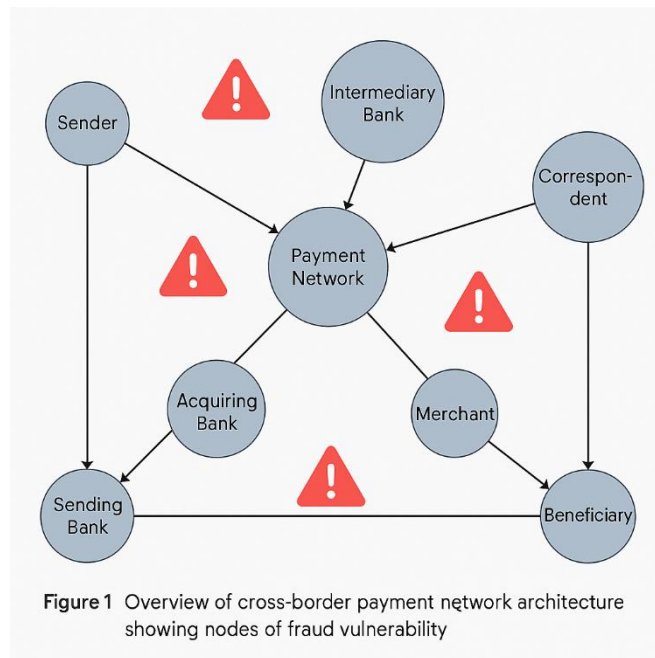 Sender
Intermediary
Bank
Correspon-
dent
Payment
Network
Acquiring
Bank
Merchant
Sending
Bank
Beneficiary
Figure 1 Overview of cross-border payment network architecture
showing nodes of fraud vulnerability